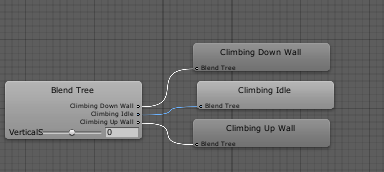 Climbing Down Wall
Blend Tree
Blend Tree
Climbing Down Wall
Climbing Idle
Climbing Up Wall
VerticalS
0
Climbing Idle
Blend Tree
Climbing Up Wall
Blend Tree